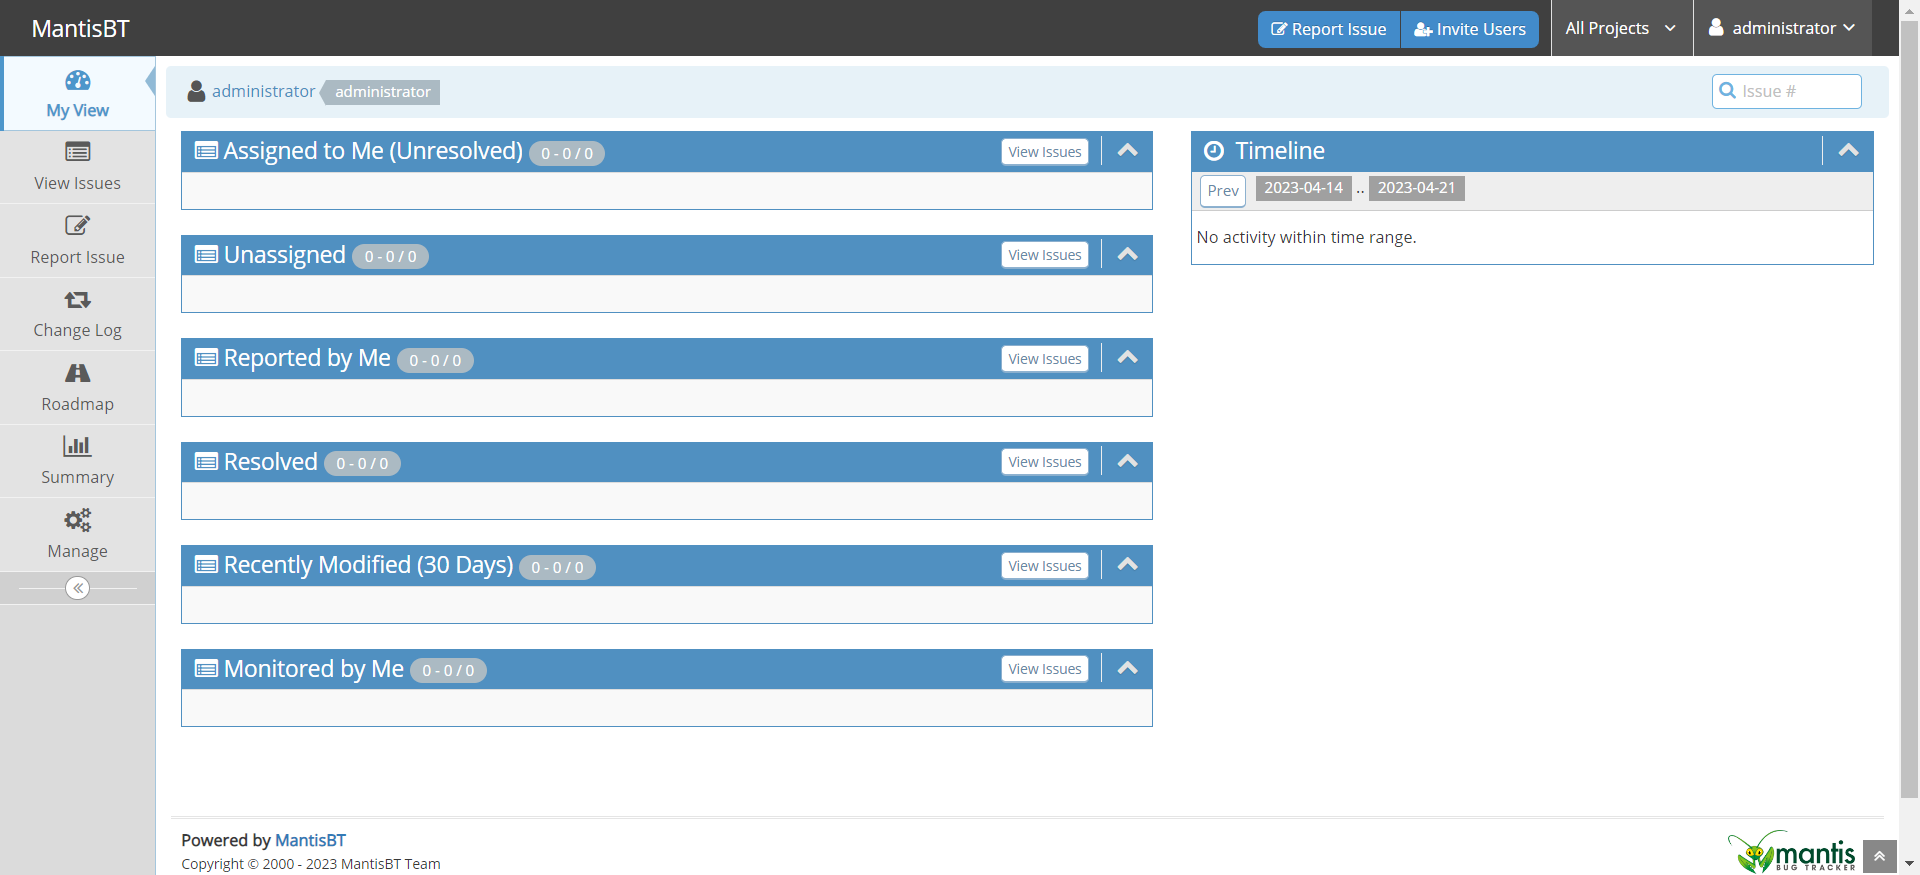 MantisBT
Report Issue
Invite Users
All Projects
administrator
My View
View Issues
Report Issue
Change Log
Roadmap
Summary
Manage
administrator administrator
Issue #
Assigned to Me (Unresolved) 0 - 0 / 0 View Issues
Unassigned 0 - 0 / 0 View Issues
Reported by Me 0 - 0 / 0 View Issues
Resolved 0 - 0 / 0 View Issues
Recently Modified (30 Days) 0 - 0 / 0 View Issues
Monitored by Me 0 - 0 / 0 View Issues
Timeline
Prev 2023-04-14 .. 2023-04-21
No activity within time range.
Powered by MantisBT
Copyright © 2000 - 2023 MantisBT Team
mantis
BUG TRACKER